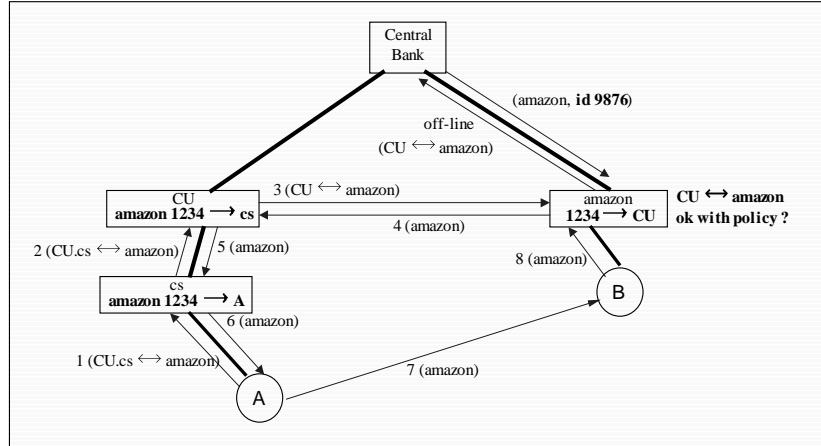 Central
Bank
(amazon, id 9876)
off-line
(CU ↔ amazon)
CU
amazon 1234 → cs
3 (CU ↔ amazon)
amazon
1234 → CU
CU ↔ amazon
ok with policy ?
4 (amazon)
2 (CU.cs ↔ amazon)
5 (amazon)
8 (amazon)
cs
amazon 1234 → A
B
6 (amazon)
1 (CU.cs ↔ amazon)
7 (amazon)
A